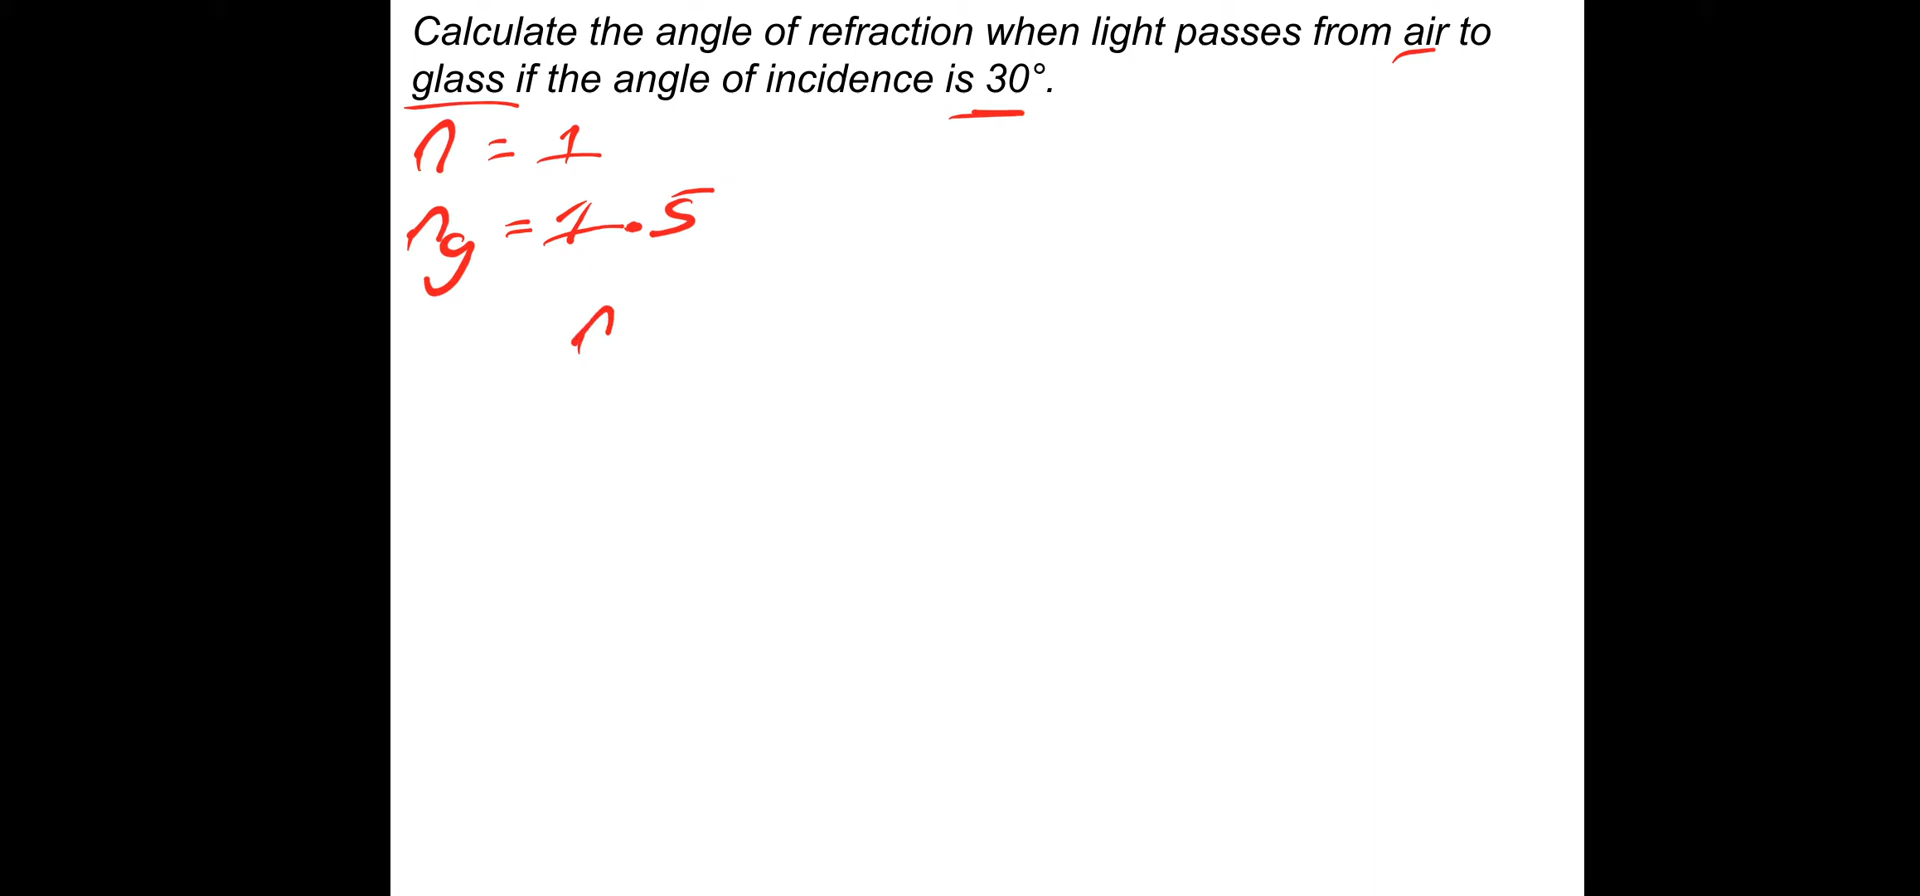 Calculate the angle of refraction when light passes from air to
glass if the angle of incidence is 30°.
n = 1
ng = 1.5
n